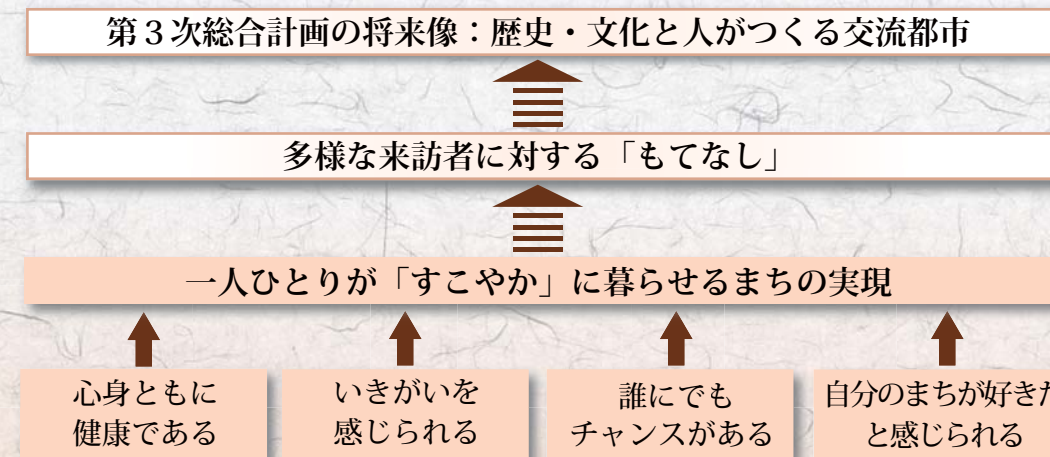 第３次総合計画の将来像：歴史・文化と人がつくる交流都市
多様な来訪者に対する「もてなし」
一人ひとりが「すこやか」に暮らせるまちの実現
心身ともに
健康である
いきがいを
感じられる
誰にでも
チャンスがある
自分のまちが好きだ
と感じられる